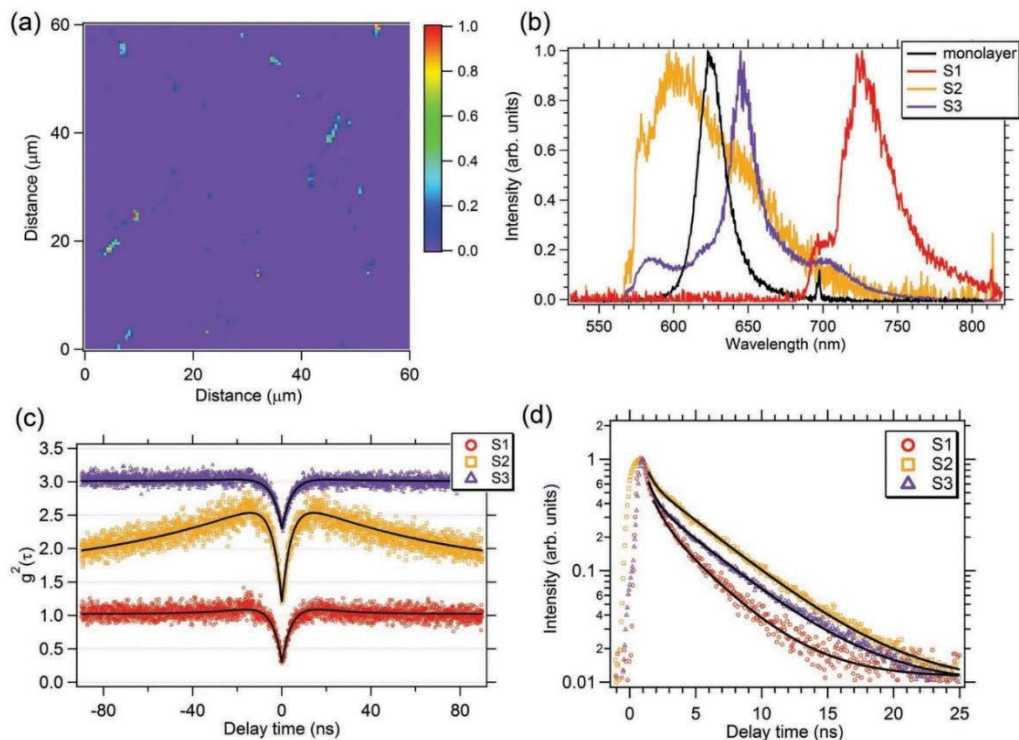 (a)
60
40
20
0
Distance (μm)
0
20
40
60
Distance (μm)
1.0
0.8
0.6
0.4
0.2
0.0
(b)
1.0
0.8
0.6
0.4
0.2
0.0
Intensity (arb. units)
550
600
650
700
750
800
Wavelength (nm)
monolayer
S1
S2
S3
(c)
3.5
3.0
2.5
2.0
1.5
1.0
0.5
0.0
g²(τ)
-80
-40
0
40
80
Delay time (ns)
S1
S2
S3
(d)
2
1
6
4
2
0.1
6
4
2
0.01
Intensity (arb. units)
0
5
10
15
20
25
Delay time (ns)
S1
S2
S3